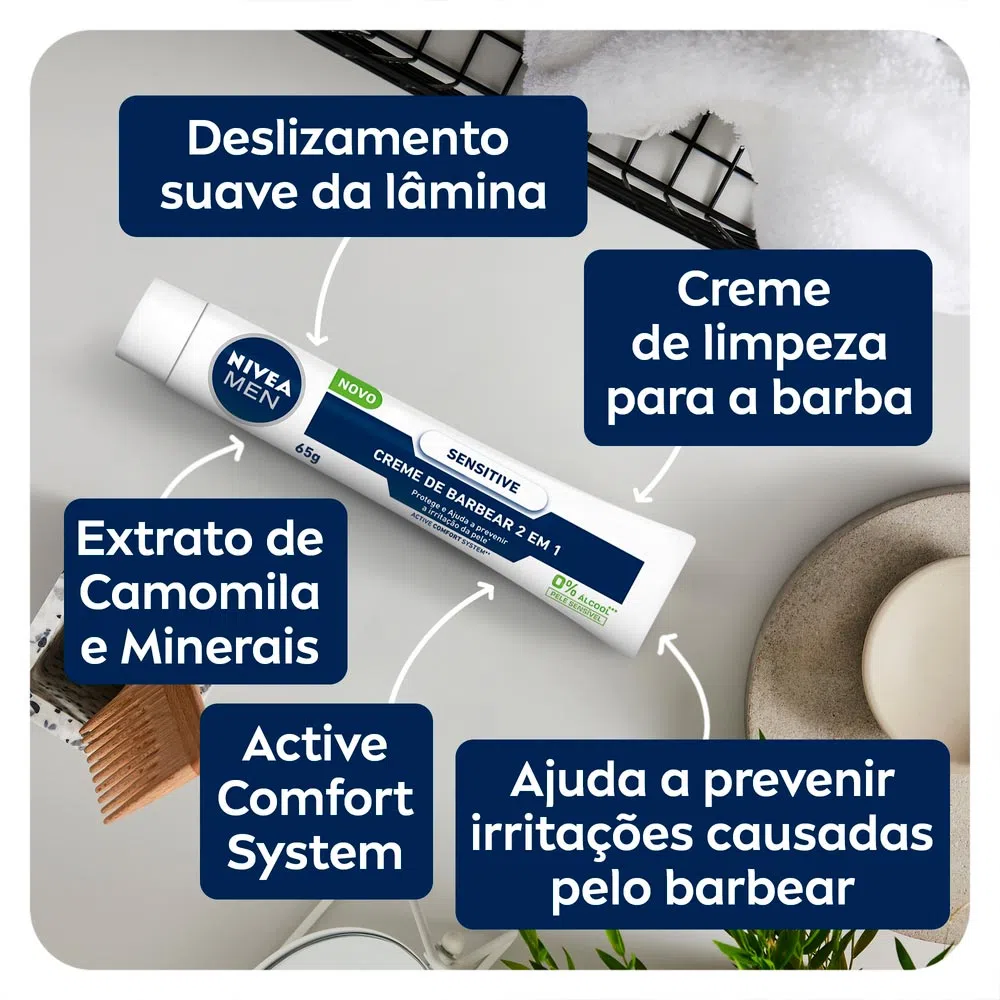 Deslizamento
suave da lâmina
Creme
de limpeza
para a barba
NIVEA
MEN
NOVO
65g
SENSITIVE
CREME DE BARBEAR 2 EM 1
Protege e Ajuda a prevenir
a irritação da pele
ACTIVE COMFORT SYSTEM**
0% ÁLCOOL***
PELE SENSÍVEL
Extrato de
Camomila
e Minerais
Active
Comfort
System
Ajuda a prevenir
irritações causadas
pelo barbear